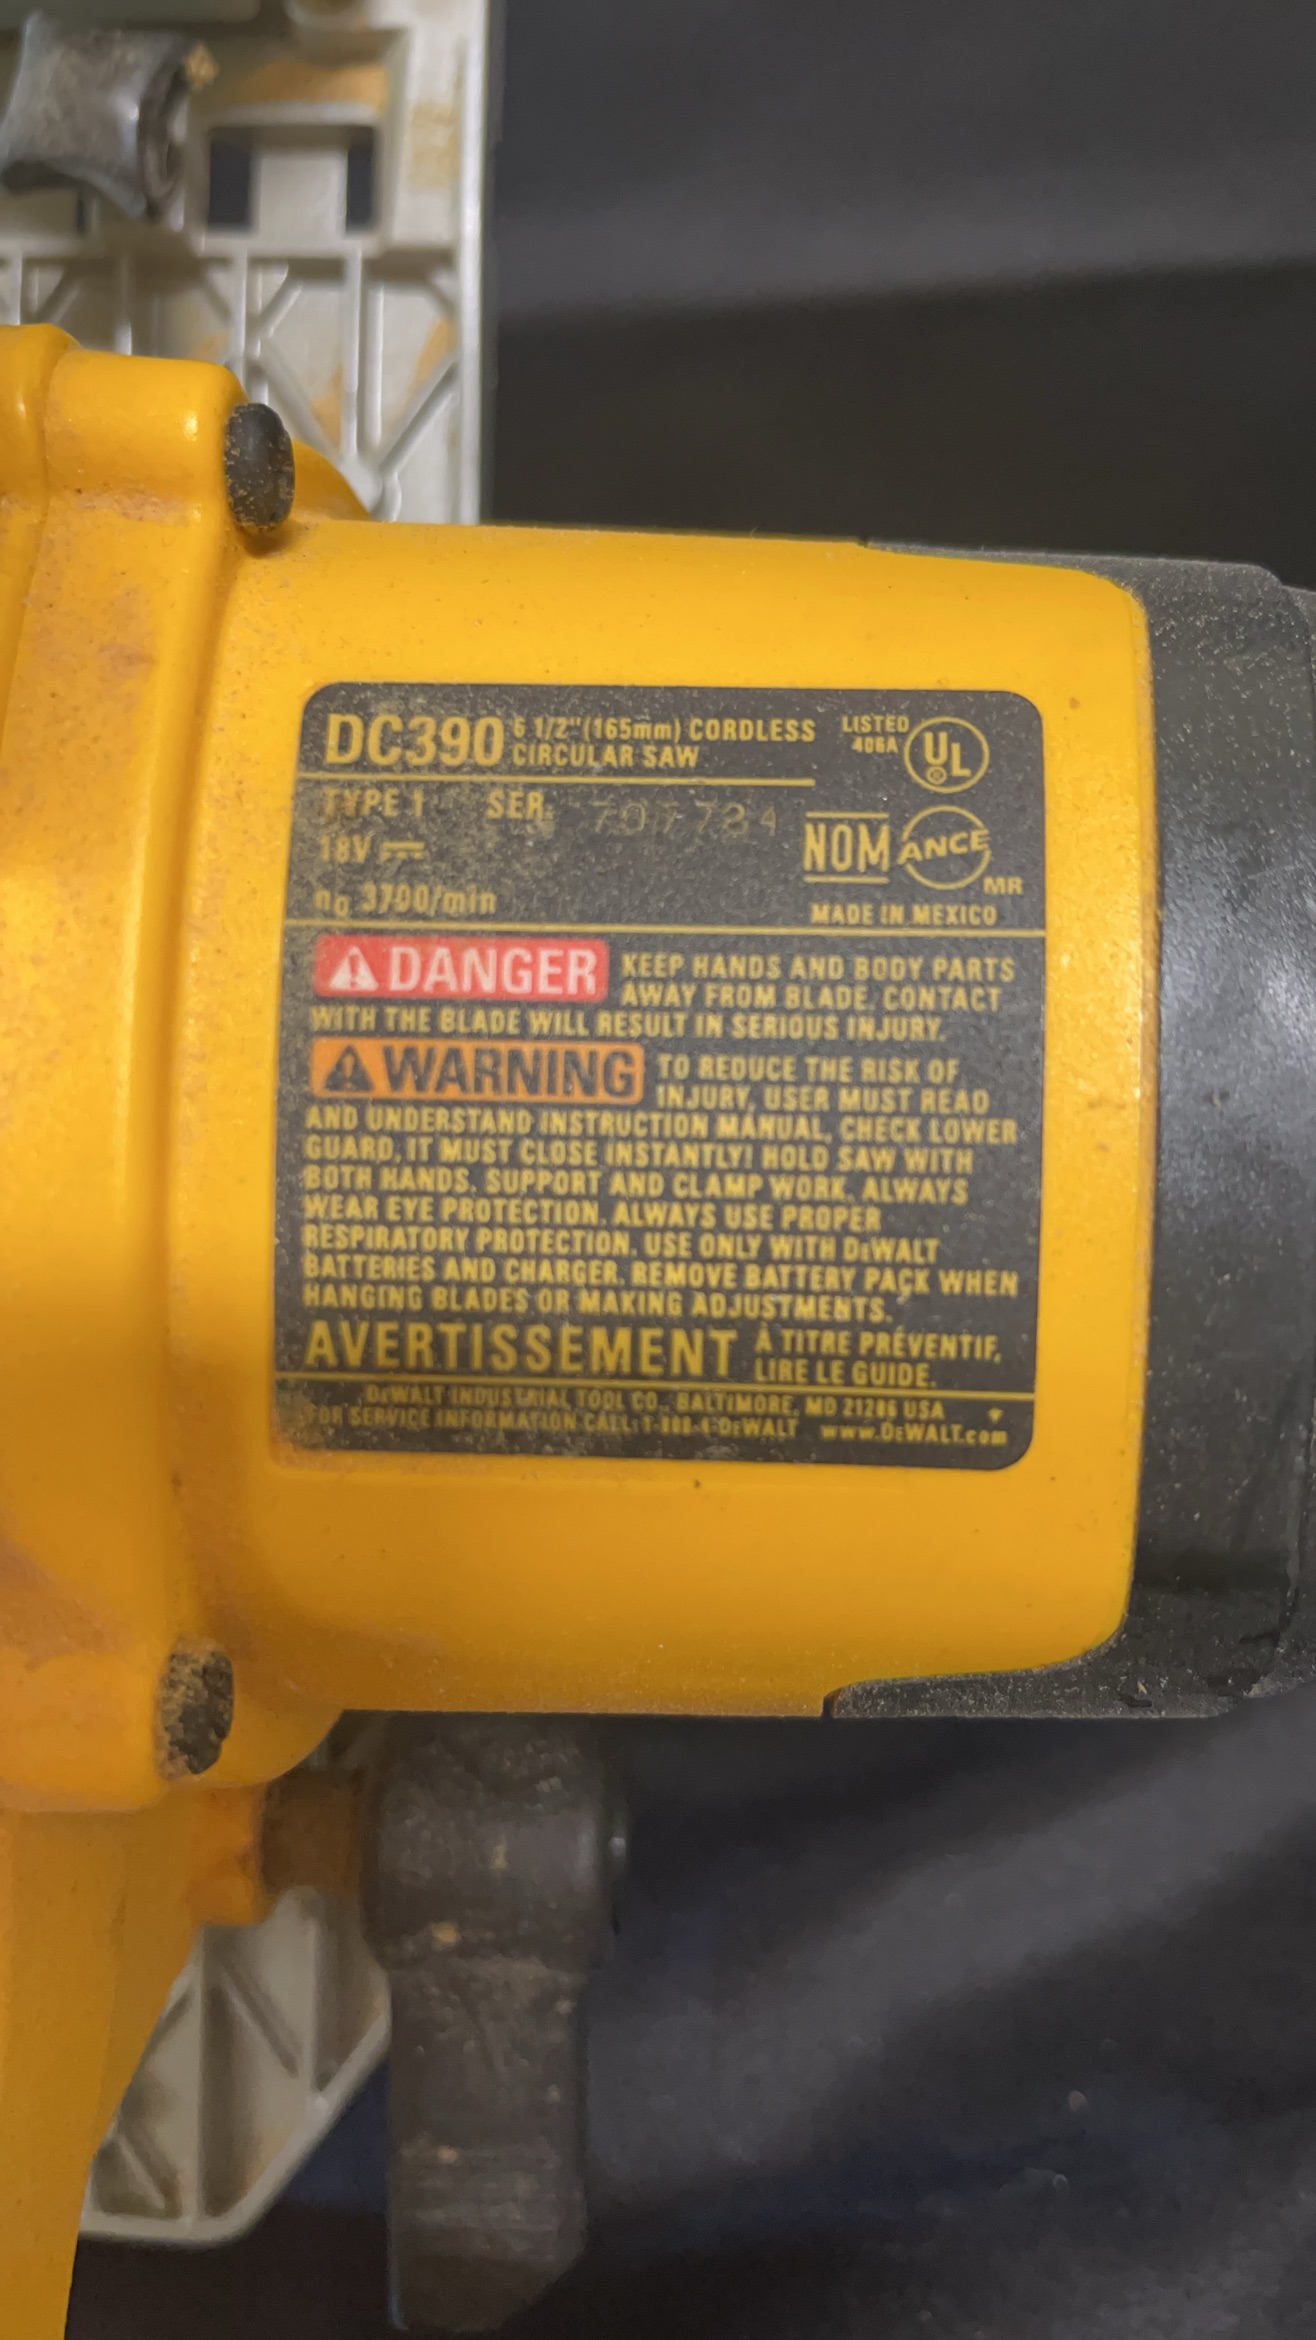 DC390 6 1/2"(165mm) CORDLESS
CIRCULAR SAW
LISTED
406A
UL
TYPE 1 SER. 707734
18V
NOM ANCE
MR
n0 3700/min
MADE IN MEXICO
DANGER KEEP HANDS AND BODY PARTS
AWAY FROM BLADE. CONTACT
WITH THE BLADE WILL RESULT IN SERIOUS INJURY.
WARNING TO REDUCE THE RISK OF
INJURY, USER MUST READ
AND UNDERSTAND INSTRUCTION MANUAL. CHECK LOWER
GUARD, IT MUST CLOSE INSTANTLY! HOLD SAW WITH
BOTH HANDS. SUPPORT AND CLAMP WORK. ALWAYS
WEAR EYE PROTECTION. ALWAYS USE PROPER
RESPIRATORY PROTECTION. USE ONLY WITH DEWALT
BATTERIES AND CHARGER. REMOVE BATTERY PACK WHEN
HANGING BLADES OR MAKING ADJUSTMENTS.
AVERTISSEMENT À TITRE PRÉVENTIF,
LIRE LE GUIDE.
DEWALT INDUSTRIAL TOOL CO., BALTIMORE, MD 21286 USA
FOR SERVICE INFORMATION CALL: 1-800-4-DEWALT www.DEWALT.com